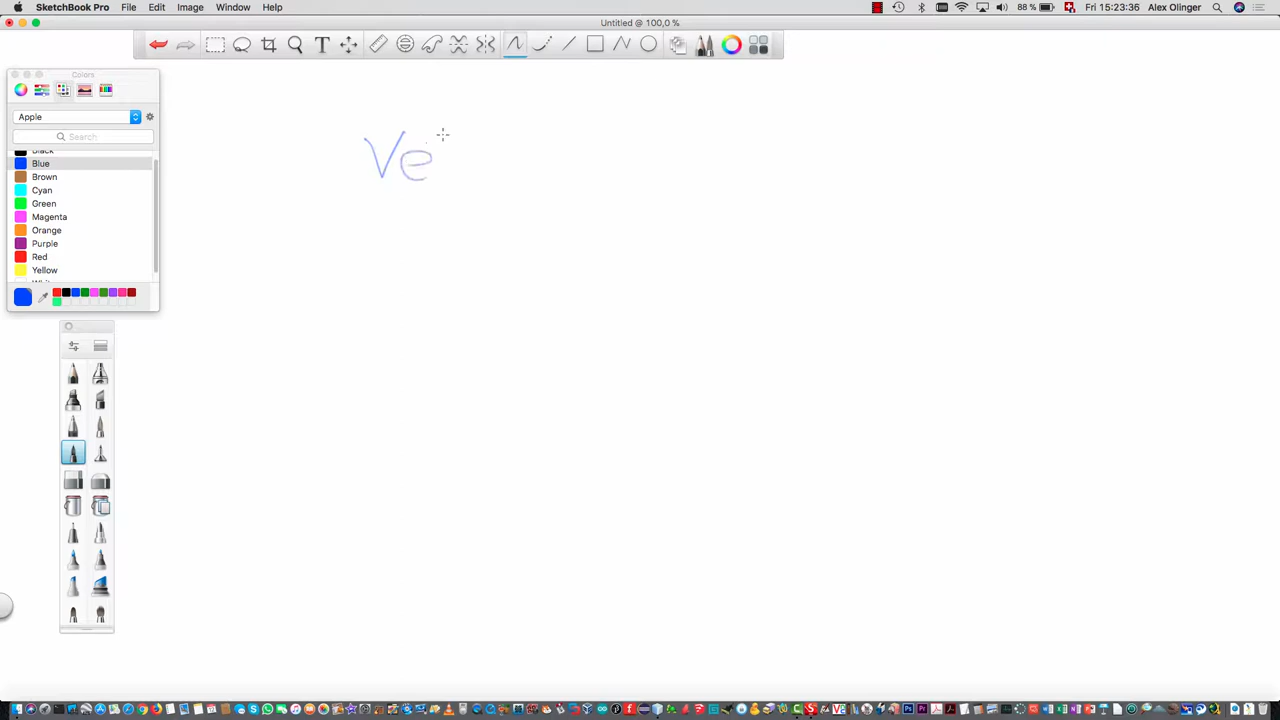 SketchBook Pro File Edit Image Window Help 88 % Fri 15:23:36 Alex Olinger
Untitled @ 100,0 %
Colors
Apple
Search
Black
Blue
Brown
Cyan
Green
Magenta
Orange
Purple
Red
Yellow
Ve